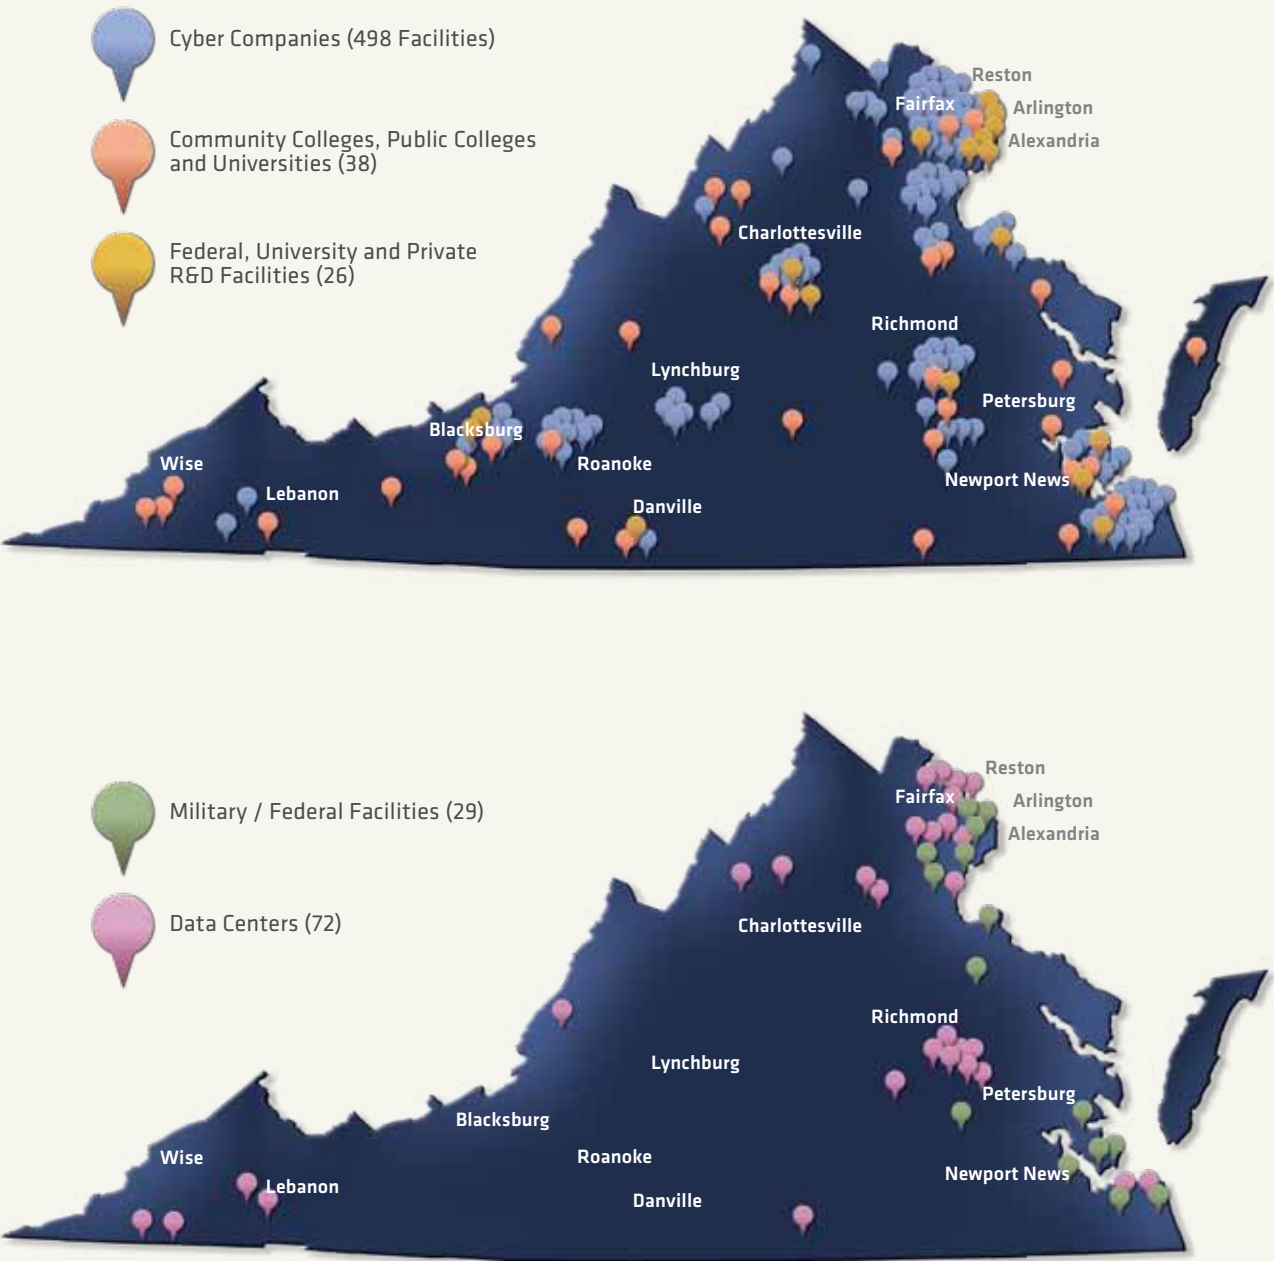 Cyber Companies (498 Facilities)
Community Colleges, Public Colleges
and Universities (38)
Federal, University and Private
R&D Facilities (26)
Reston
Fairfax
Arlington
Alexandria
Charlottesville
Richmond
Lynchburg
Petersburg
Blacksburg
Wise
Roanoke
Newport News
Lebanon
Danville
Military / Federal Facilities (29)
Data Centers (72)
Reston
Fairfax
Arlington
Alexandria
Charlottesville
Richmond
Lynchburg
Petersburg
Blacksburg
Wise
Roanoke
Newport News
Lebanon
Danville